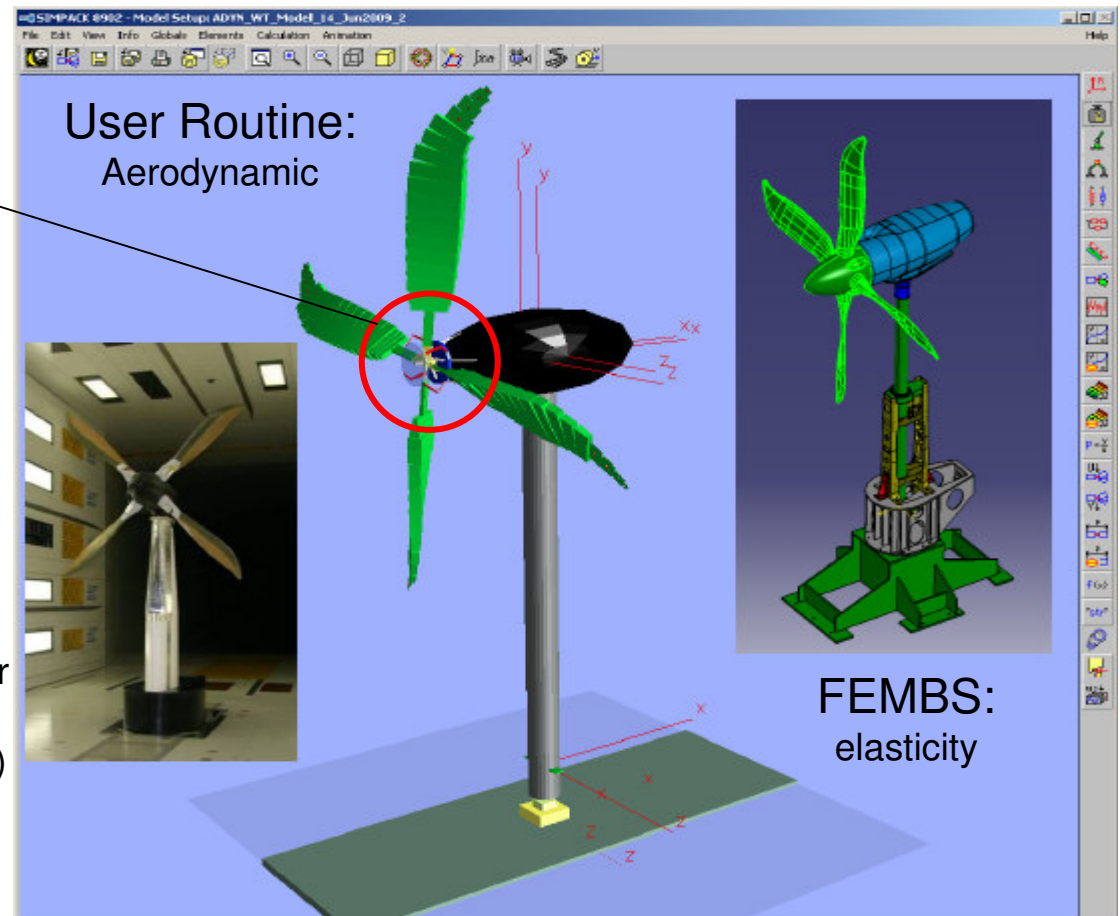 SIMPACK 8902 - Model Setup: ADYN_WT_Model_14_Jun2009_2
File Edit View Info Globals Elements Calculation Animation Help
User Routine:
Aerodynamic
y
y
x x
z
z
r
)
FEMBS:
elasticity
x
x
x
z
z
z